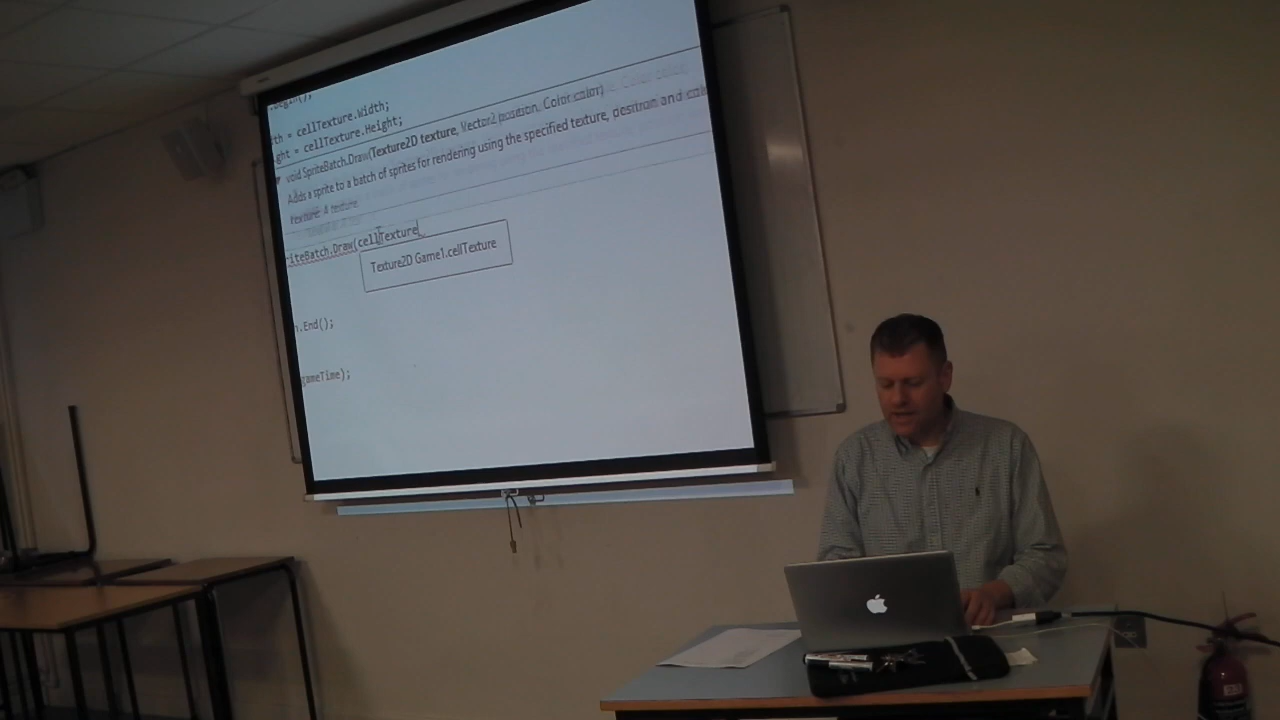 .Begin();
th = cellTexture.Width;
ght = cellTexture.Height;
void SpriteBatch.Draw(Texture2D texture, Vector2 position, Color color)
Adds a sprite to a batch of sprites for rendering using the specified texture, position and col
texture: A texture.
riteBatch.Draw(cellTexture
Texture2D Game1.cellTexture
h.End();
gameTime);